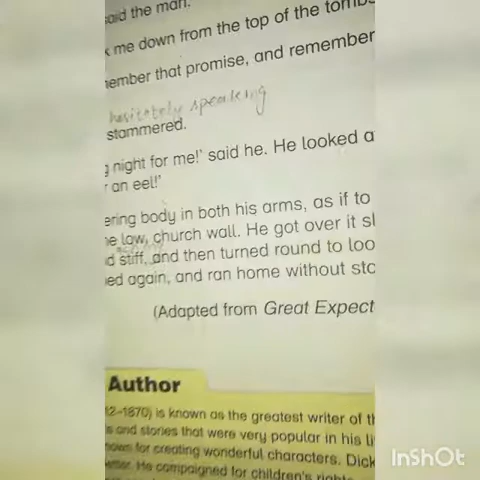 said the man.
me down from the top of the tombs
ember that promise, and remember
hesitately speaking
stammered.
night for me!' said he. He looked a
an eel!'
ering body in both his arms, as if to
low, church wall. He got over it
stiff, and then turned round to loo
ed again, and ran home without sto
(Adapted from Great Expect
Author
12–1870) is known as the greatest writer of th
s and stories that were very popular in his li
for creating wonderful characters. Dick
He campaigned for children's
InShOt